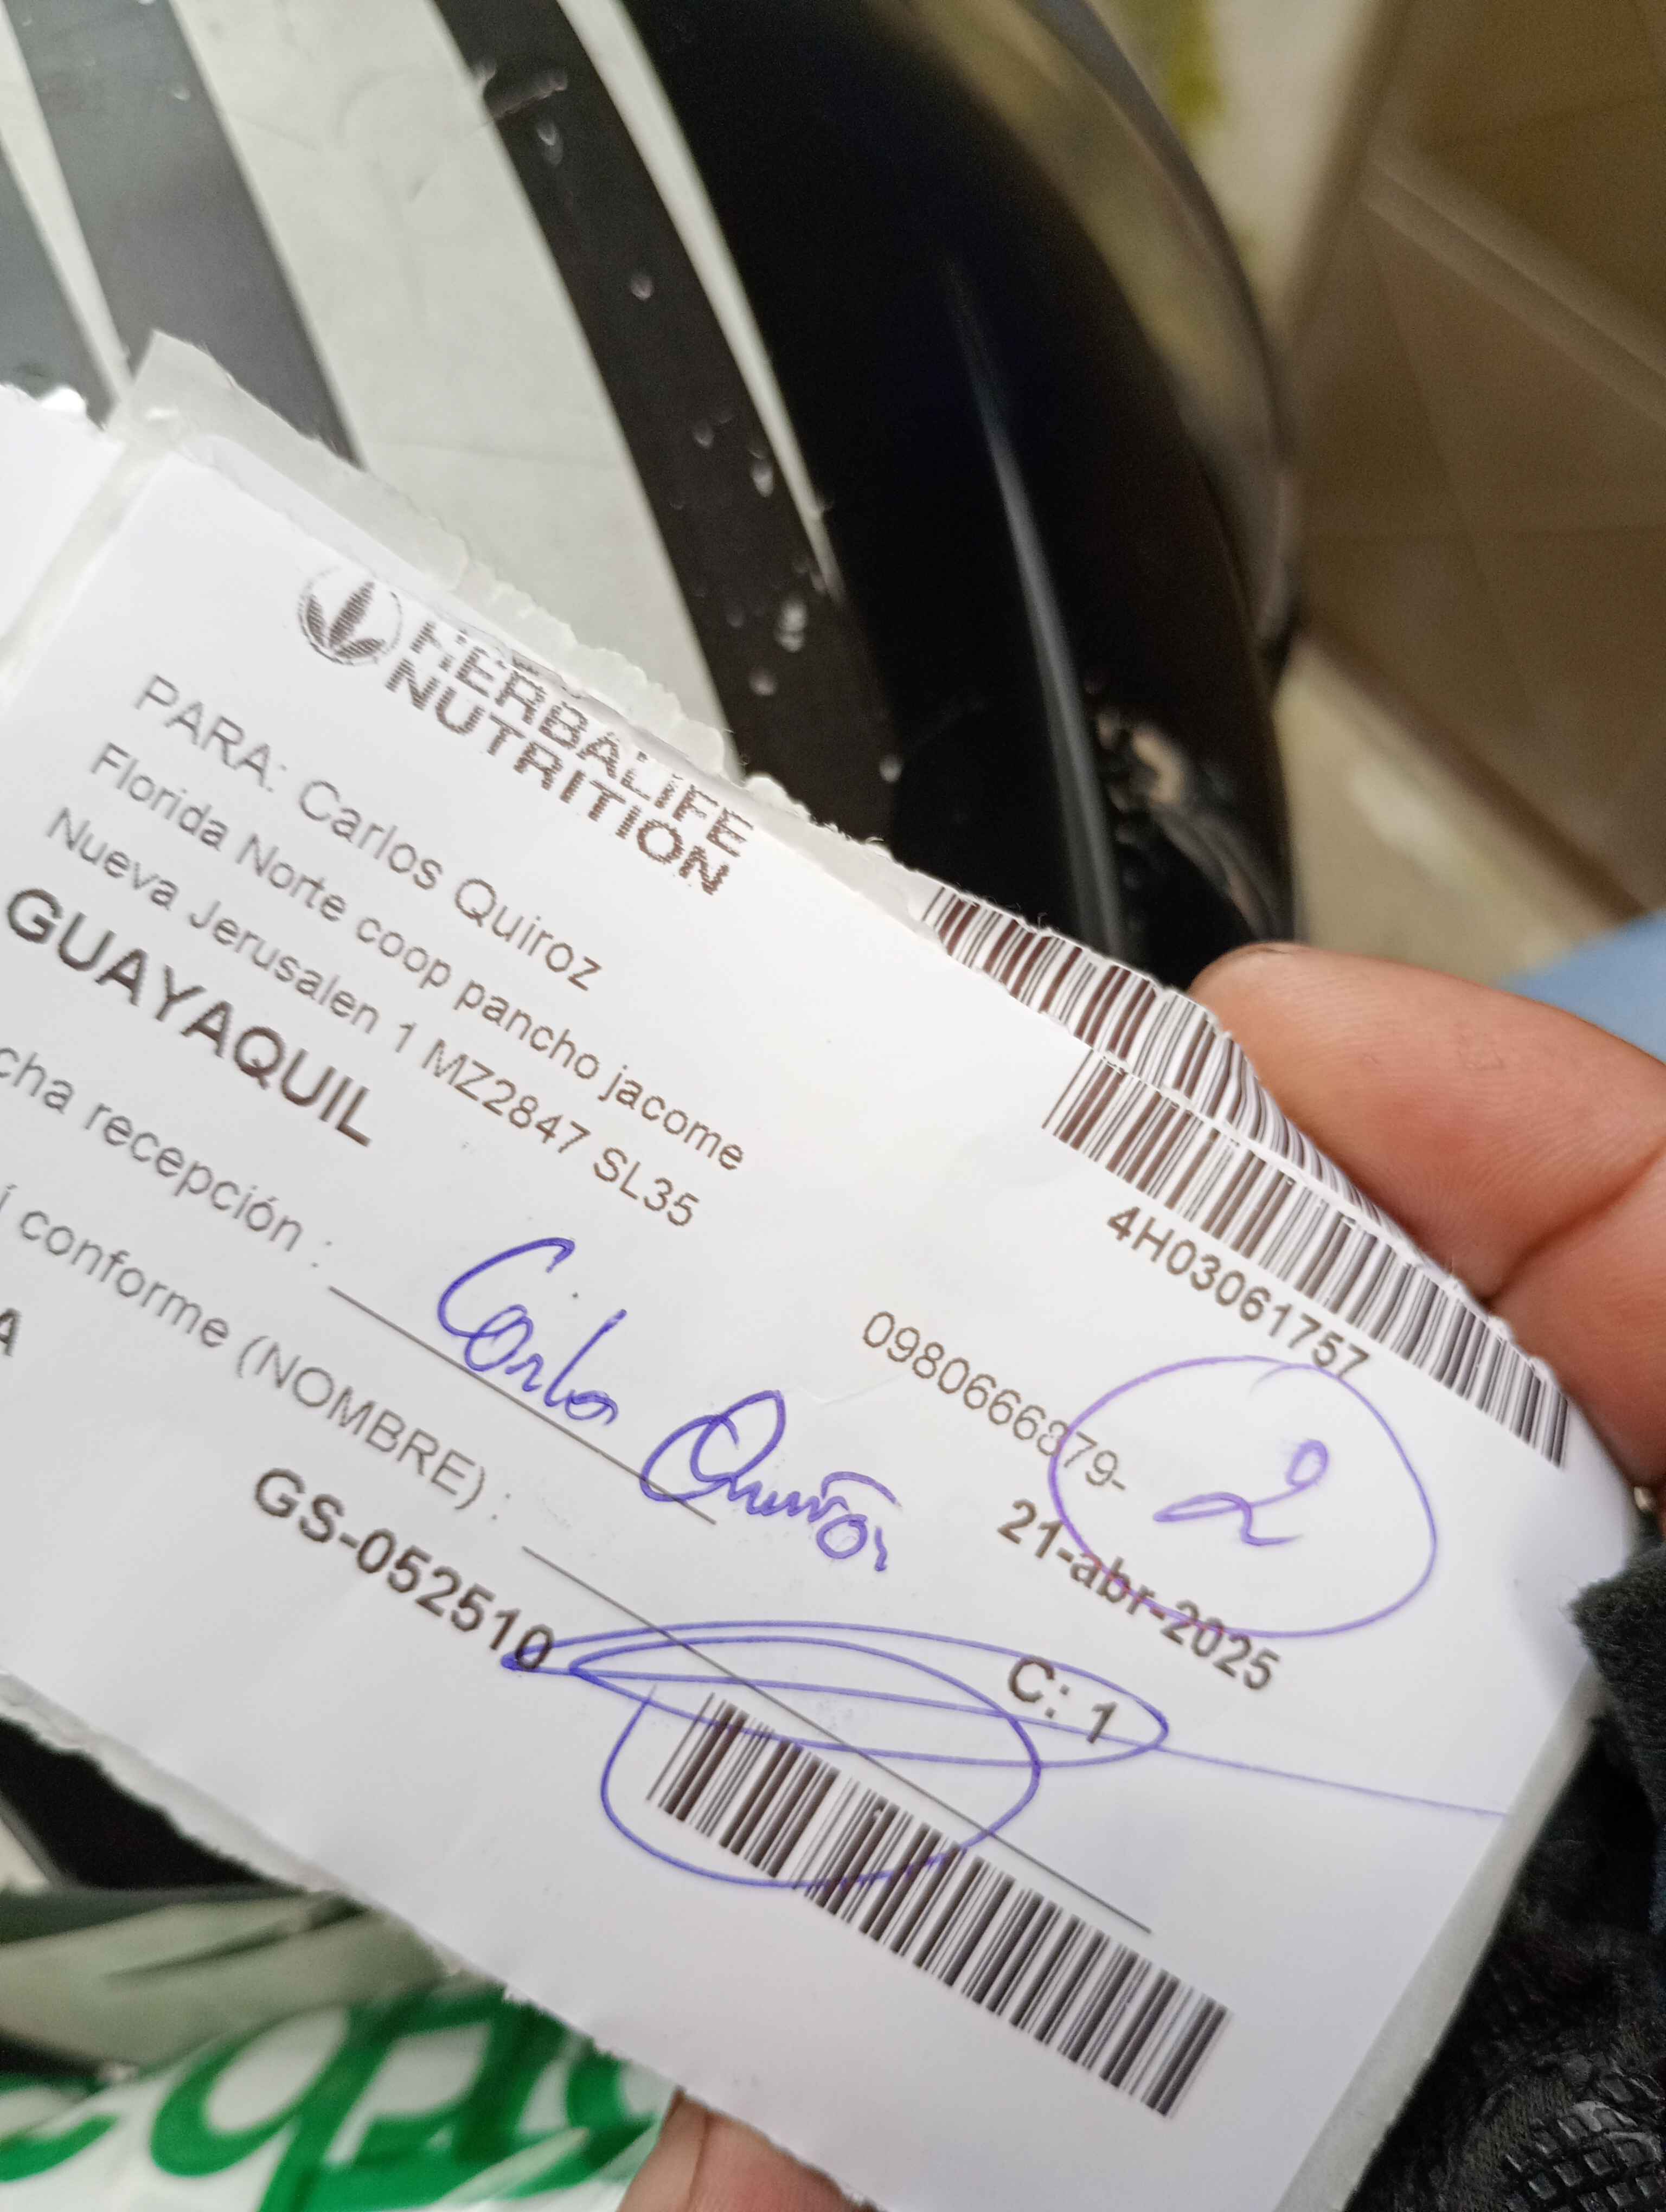 HERBALIFE
NUTRITION
PARA: Carlos Quiroz
Florida Norte coop pancho jacome
Nueva Jerusalen 1 MZ2847 SL35
GUAYAQUIL
4H03061757
0980666879-
2
cha recepción :
Carlos
21-abr-2025
í conforme (NOMBRE) :
A
GS-052510
C: 1